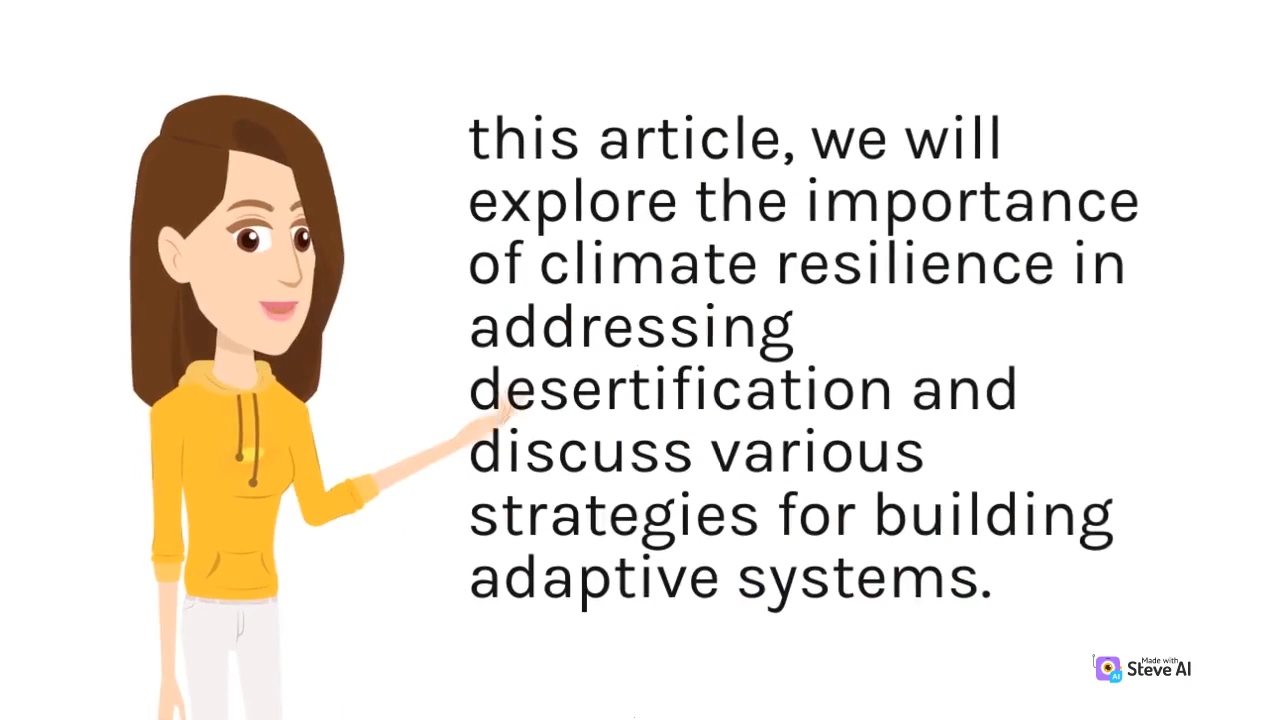 this article, we will
explore the importance
of climate resilience in
addressing
desertification and
discuss various
strategies for building
adaptive systems.
Made with
Steve AI
AI